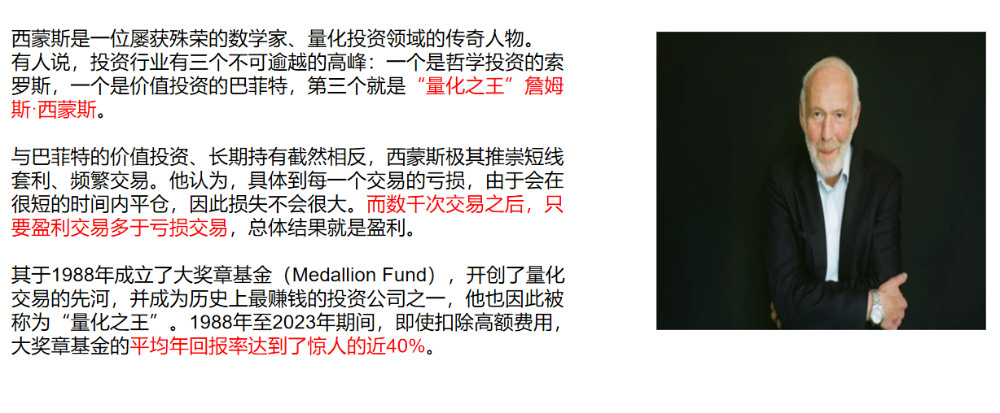 西蒙斯是一位屡获殊荣的数学家、量化投资领域的传奇人物。
有人说，投资行业有三个不可逾越的高峰：一个是哲学投资的索
罗斯，一个是价值投资的巴菲特，第三个就是“量化之王”詹姆
斯·西蒙斯。
与巴菲特的价值投资、长期持有截然相反，西蒙斯极其推崇短线
套利、频繁交易。他认为，具体到每一个交易的亏损，由于会在
很短的时间内平仓，因此损失不会很大。而数千次交易之后，只
要盈利交易多于亏损交易，总体结果就是盈利。
其于1988年成立了大奖章基金（Medallion Fund），开创了量化
交易的先河，并成为历史上最赚钱的投资公司之一，他也因此被
称为“量化之王”。1988年至2023年期间，即使扣除高额费用，
大奖章基金的平均年回报率达到了惊人的近40%。